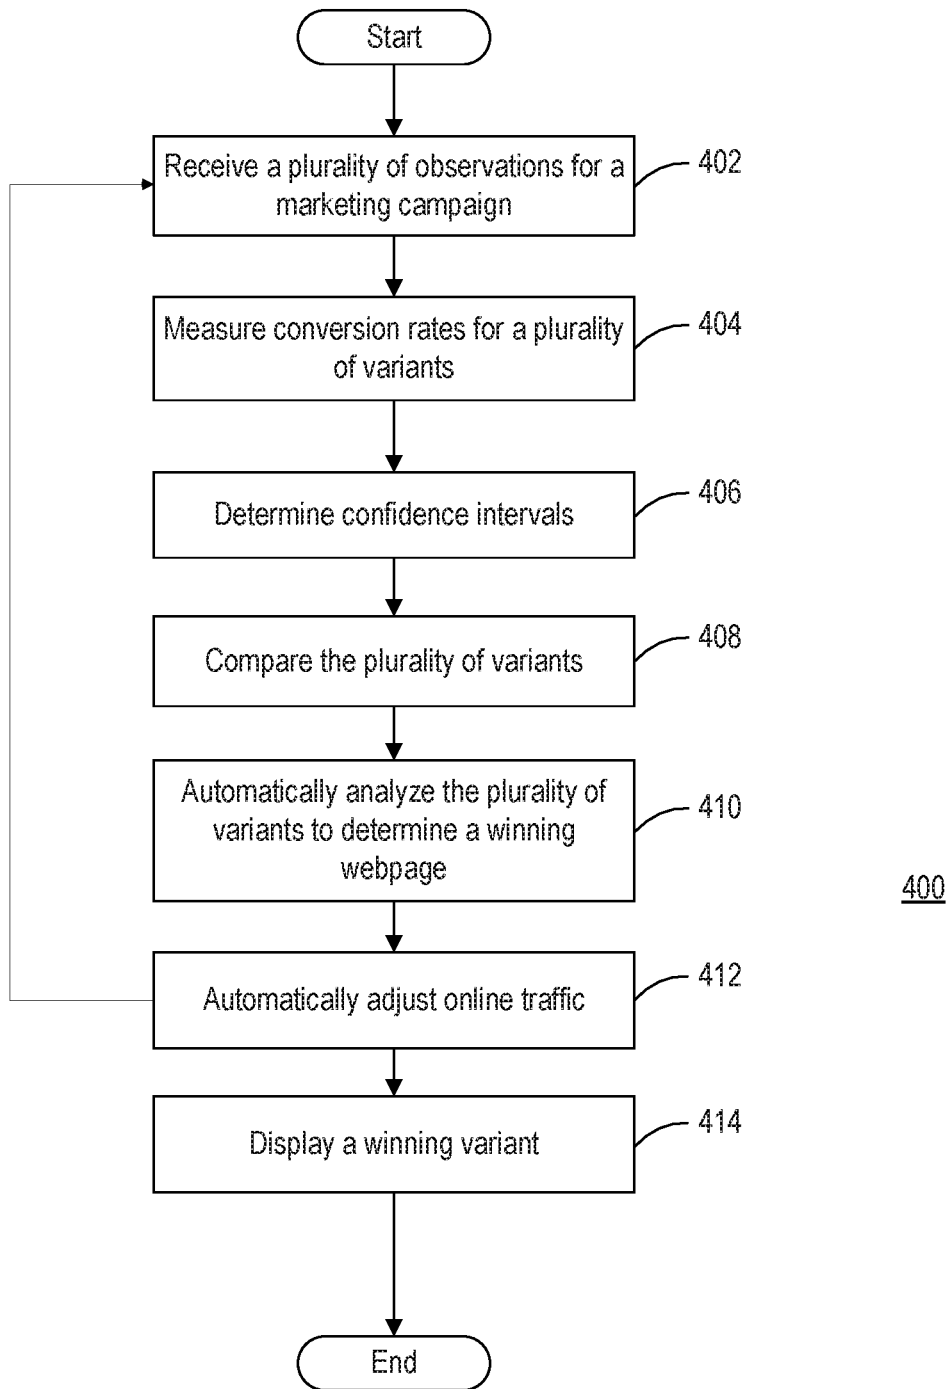 Start
Receive a plurality of observations for a
marketing campaign
402
Measure conversion rates for a plurality
of variants
404
Determine confidence intervals
406
Compare the plurality of variants
408
Automatically analyze the plurality of
variants to determine a winning
webpage
410
400
Automatically adjust online traffic
412
Display a winning variant
414
End